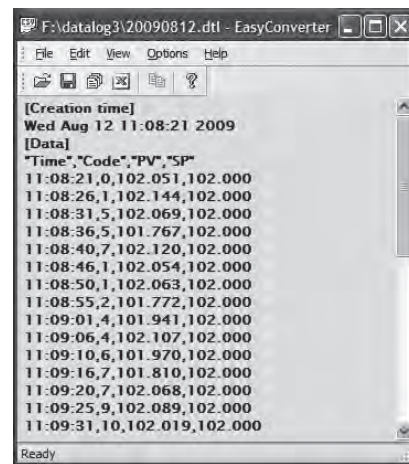 F:\datalog3\20090812.dtl - EasyConverter
File Edit View Options Help
[Creation time]
Wed Aug 12 11:08:21 2009
[Data]
"Time","Code","PV","SP"
11:08:21,0,102.051,102.000
11:08:26,1,102.144,102.000
11:08:31,5,102.069,102.000
11:08:36,5,101.767,102.000
11:08:40,7,102.120,102.000
11:08:46,1,102.054,102.000
11:08:50,1,102.063,102.000
11:08:55,2,101.772,102.000
11:09:01,4,101.941,102.000
11:09:06,4,102.107,102.000
11:09:10,6,101.970,102.000
11:09:16,7,101.810,102.000
11:09:20,7,102.068,102.000
11:09:25,9,102.089,102.000
11:09:31,10,102.019,102.000
Ready